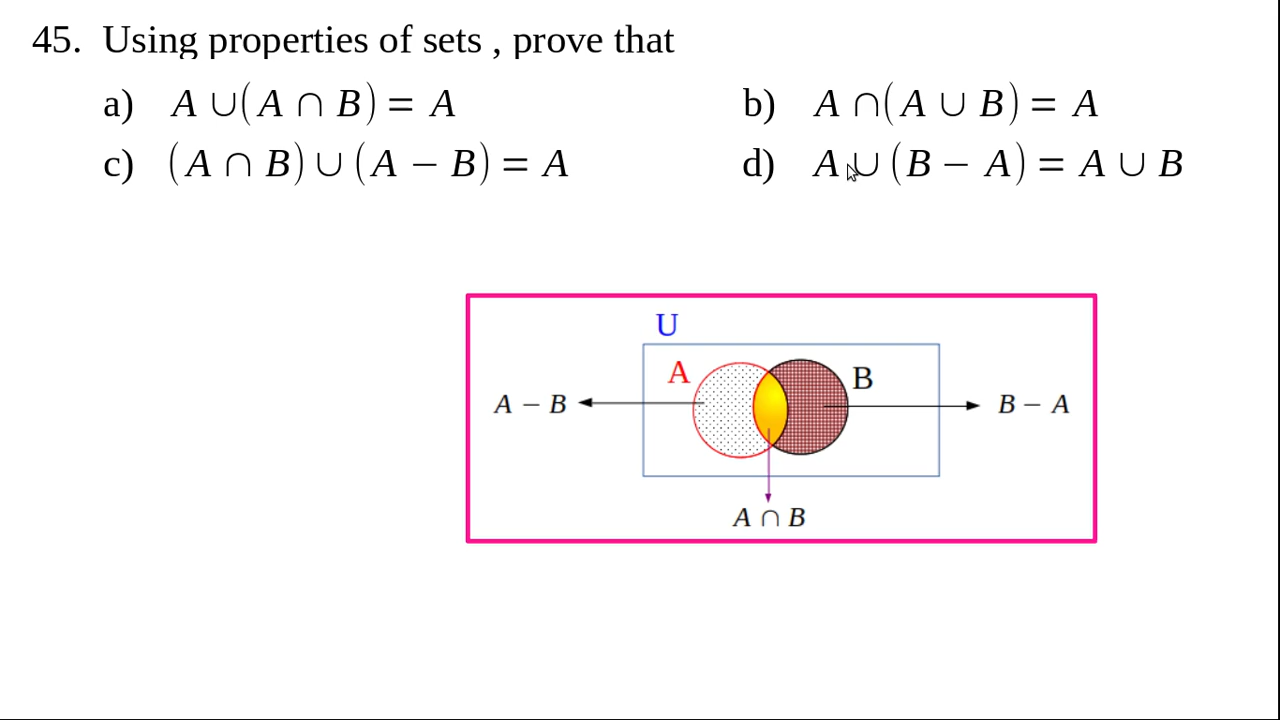 45. Using properties of sets , prove that
a) A ∪(A ∩ B) = A b) A ∩(A ∪ B) = A
c) (A ∩ B) ∪ (A − B) = A d) A ∪ (B − A) = A ∪ B
U
A B
A − B B − A
A ∩ B